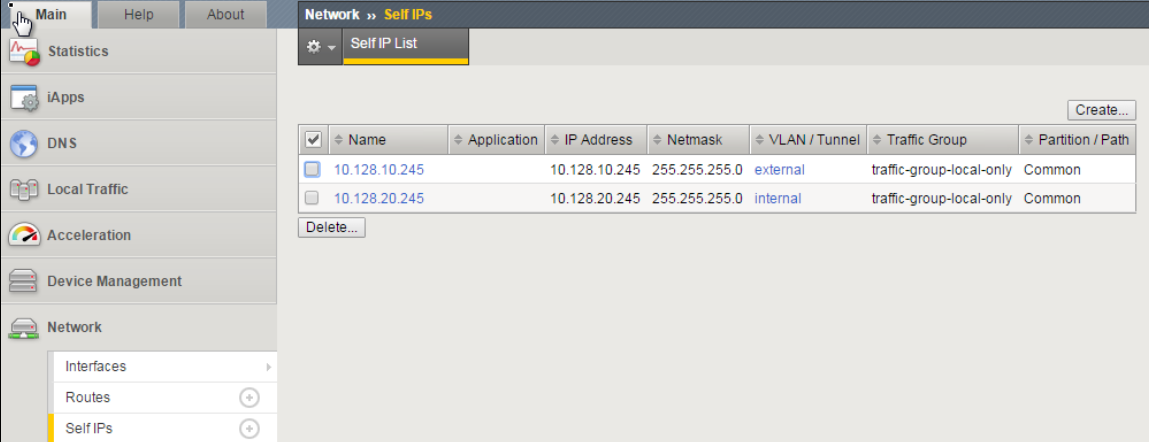 Main Help About
Network » Self IPs
Self IP List
Statistics
iApps
DNS
Local Traffic
Acceleration
Device Management
Network
Interfaces
Routes
Self IPs
Create...
Name Application IP Address Netmask VLAN / Tunnel Traffic Group Partition / Path
10.128.10.245 10.128.10.245 255.255.255.0 external traffic-group-local-only Common
10.128.20.245 10.128.20.245 255.255.255.0 internal traffic-group-local-only Common
Delete...